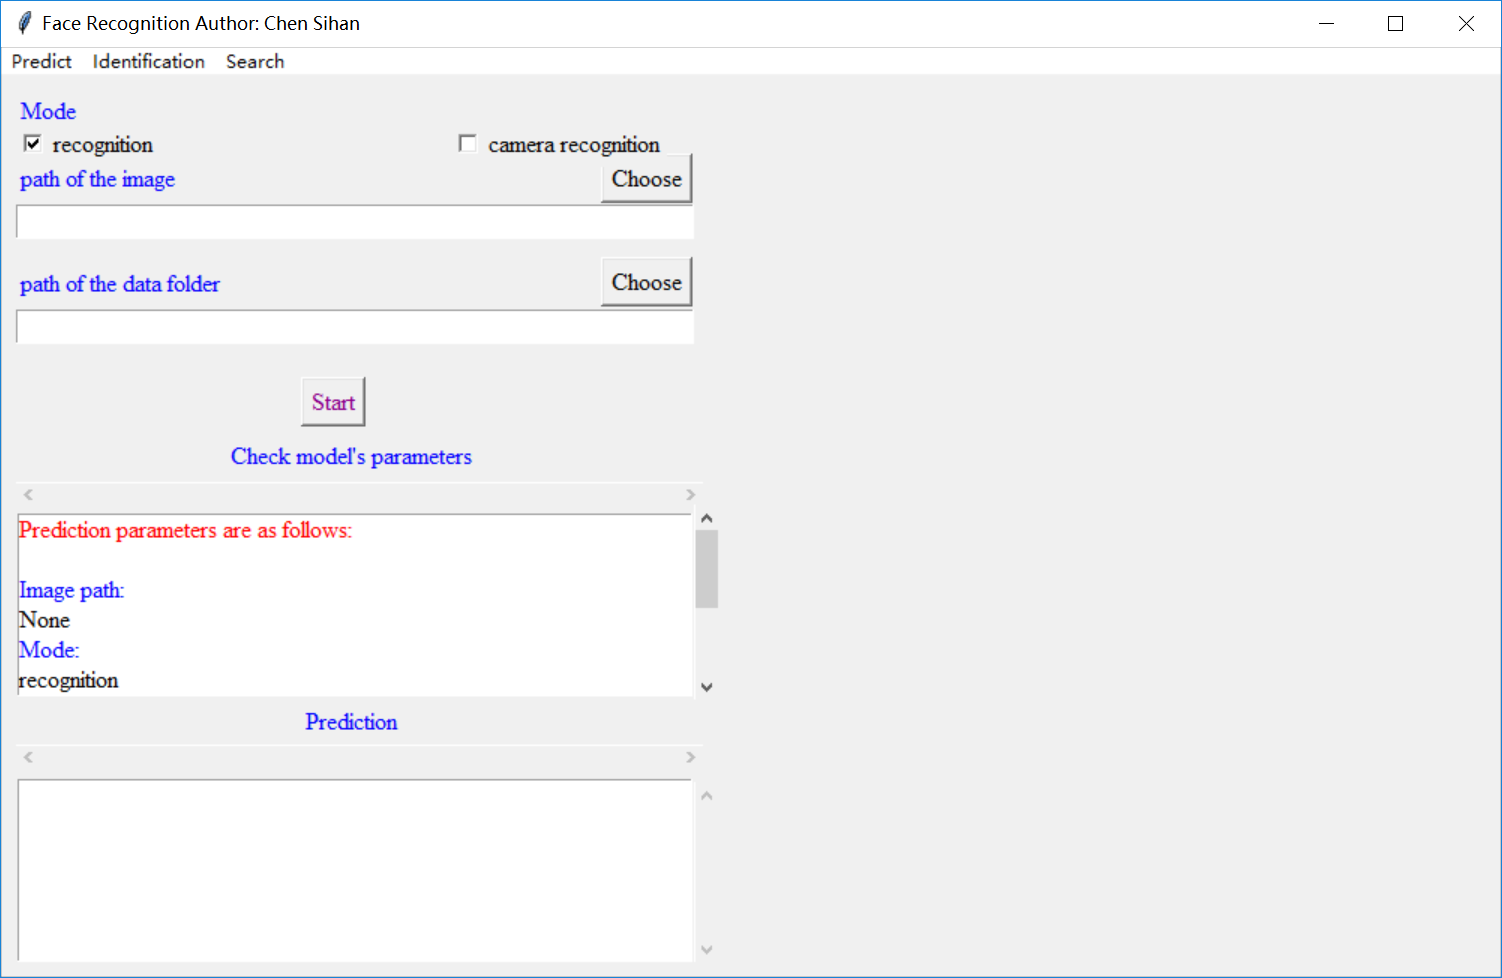 Face Recognition Author: Chen Sihan
Predict Identification Search
Mode
recognition camera recognition
path of the image Choose
path of the data folder Choose
Start
Check model's parameters
Prediction parameters are as follows:
Image path:
None
Mode:
recognition
Prediction